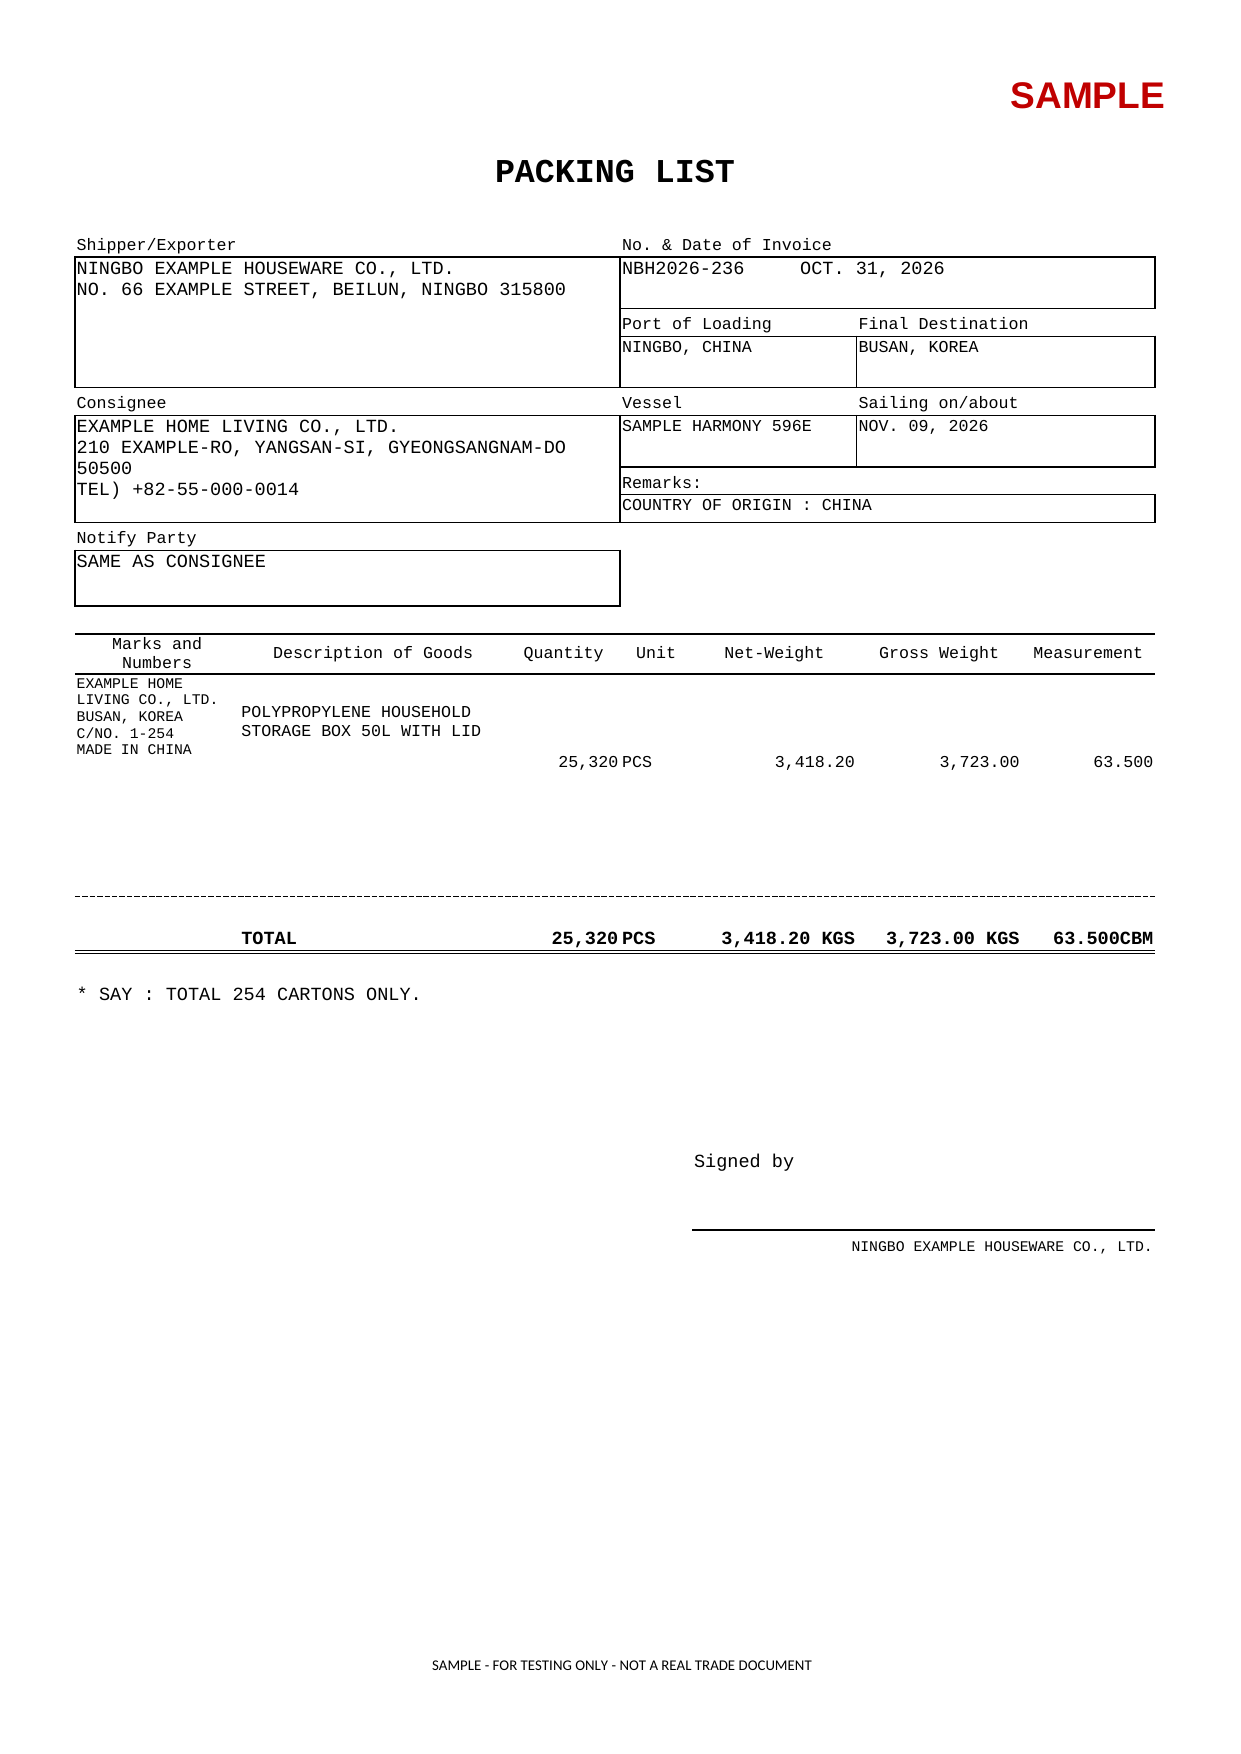 SAMPLE
PACKING LIST
Shipper/Exporter
NINGBO EXAMPLE HOUSEWARE CO., LTD.
NO. 66 EXAMPLE STREET, BEILUN, NINGBO 315800
No. & Date of Invoice
NBH2026-236 OCT. 31, 2026
Port of Loading Final Destination
NINGBO, CHINA BUSAN, KOREA
Consignee
EXAMPLE HOME LIVING CO., LTD.
210 EXAMPLE-RO, YANGSAN-SI, GYEONGSANGNAM-DO
50500
TEL) +82-55-000-0014
Vessel Sailing on/about
SAMPLE HARMONY 596E NOV. 09, 2026
Remarks:
COUNTRY OF ORIGIN : CHINA
Notify Party
SAME AS CONSIGNEE
Marks and
Numbers
Description of Goods Quantity Unit Net-Weight Gross Weight Measurement
EXAMPLE HOME
LIVING CO., LTD.
BUSAN, KOREA
C/NO. 1-254
MADE IN CHINA
POLYPROPYLENE HOUSEHOLD
STORAGE BOX 50L WITH LID
25,320 PCS 3,418.20 3,723.00 63.500
TOTAL 25,320 PCS 3,418.20 KGS 3,723.00 KGS 63.500CBM
* SAY : TOTAL 254 CARTONS ONLY.
Signed by
NINGBO EXAMPLE HOUSEWARE CO., LTD.
SAMPLE - FOR TESTING ONLY - NOT A REAL TRADE DOCUMENT